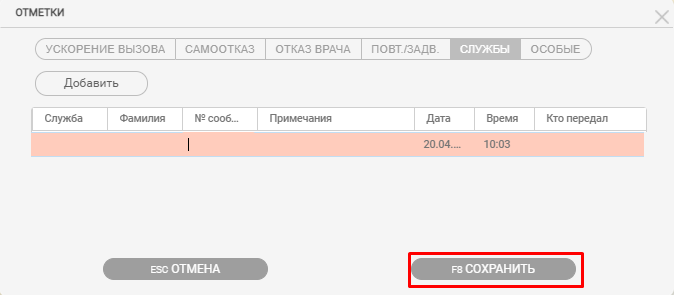 ОТМЕТКИ
УСКОРЕНИЕ ВЫЗОВА САМООТКАЗ ОТКАЗ ВРАЧА ПОВТ./ЗАДВ. СЛУЖБЫ ОСОБЫЕ
Добавить
Служба Фамилия № сооб... Примечания Дата Время Кто передал
20.04.... 10:03
ESC ОТМЕНА F8 СОХРАНИТЬ